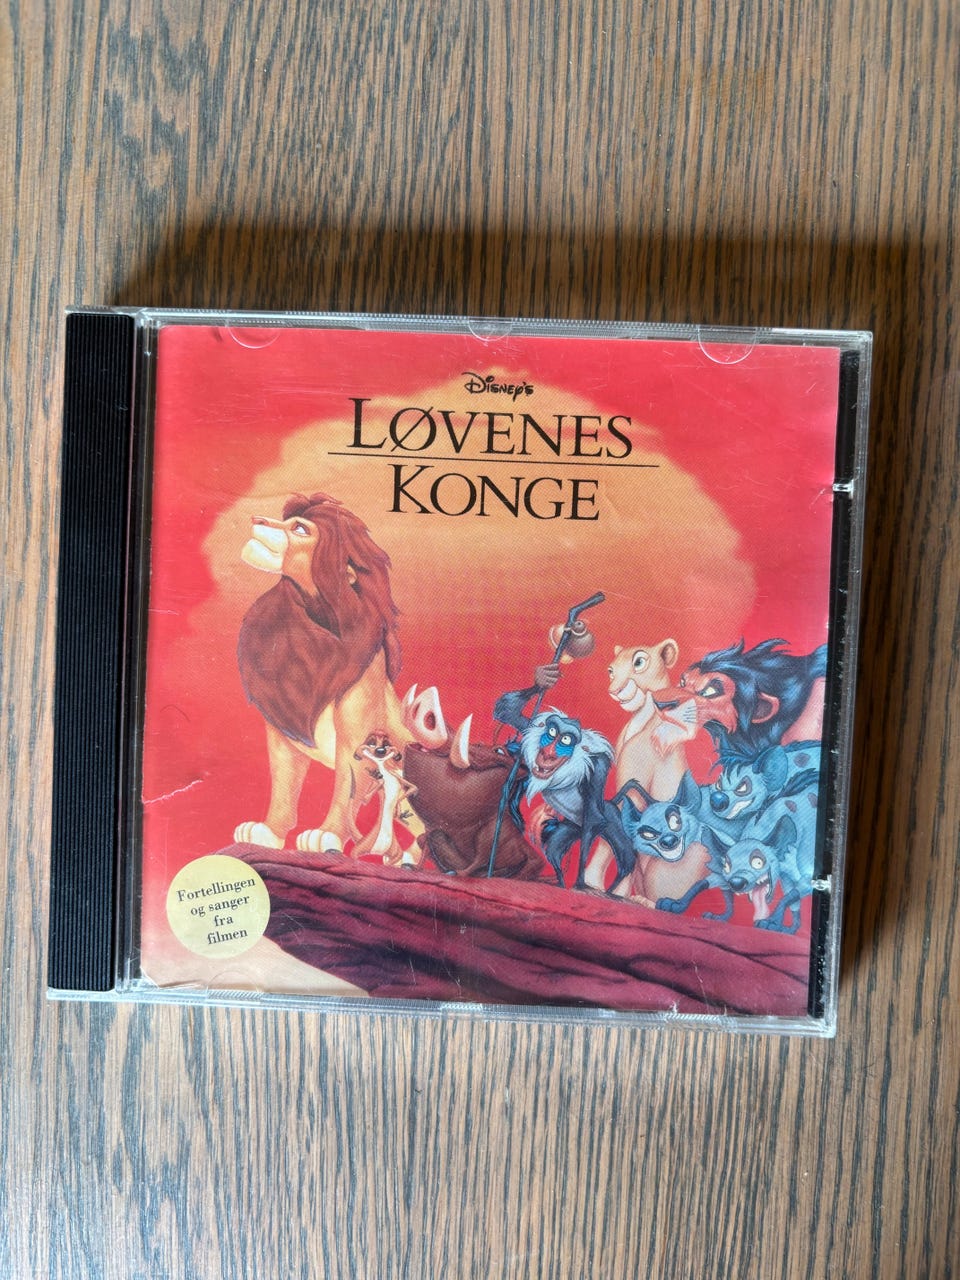 Disney's
LØVENES
KONGE
Fortellingen
og sanger
fra
filmen